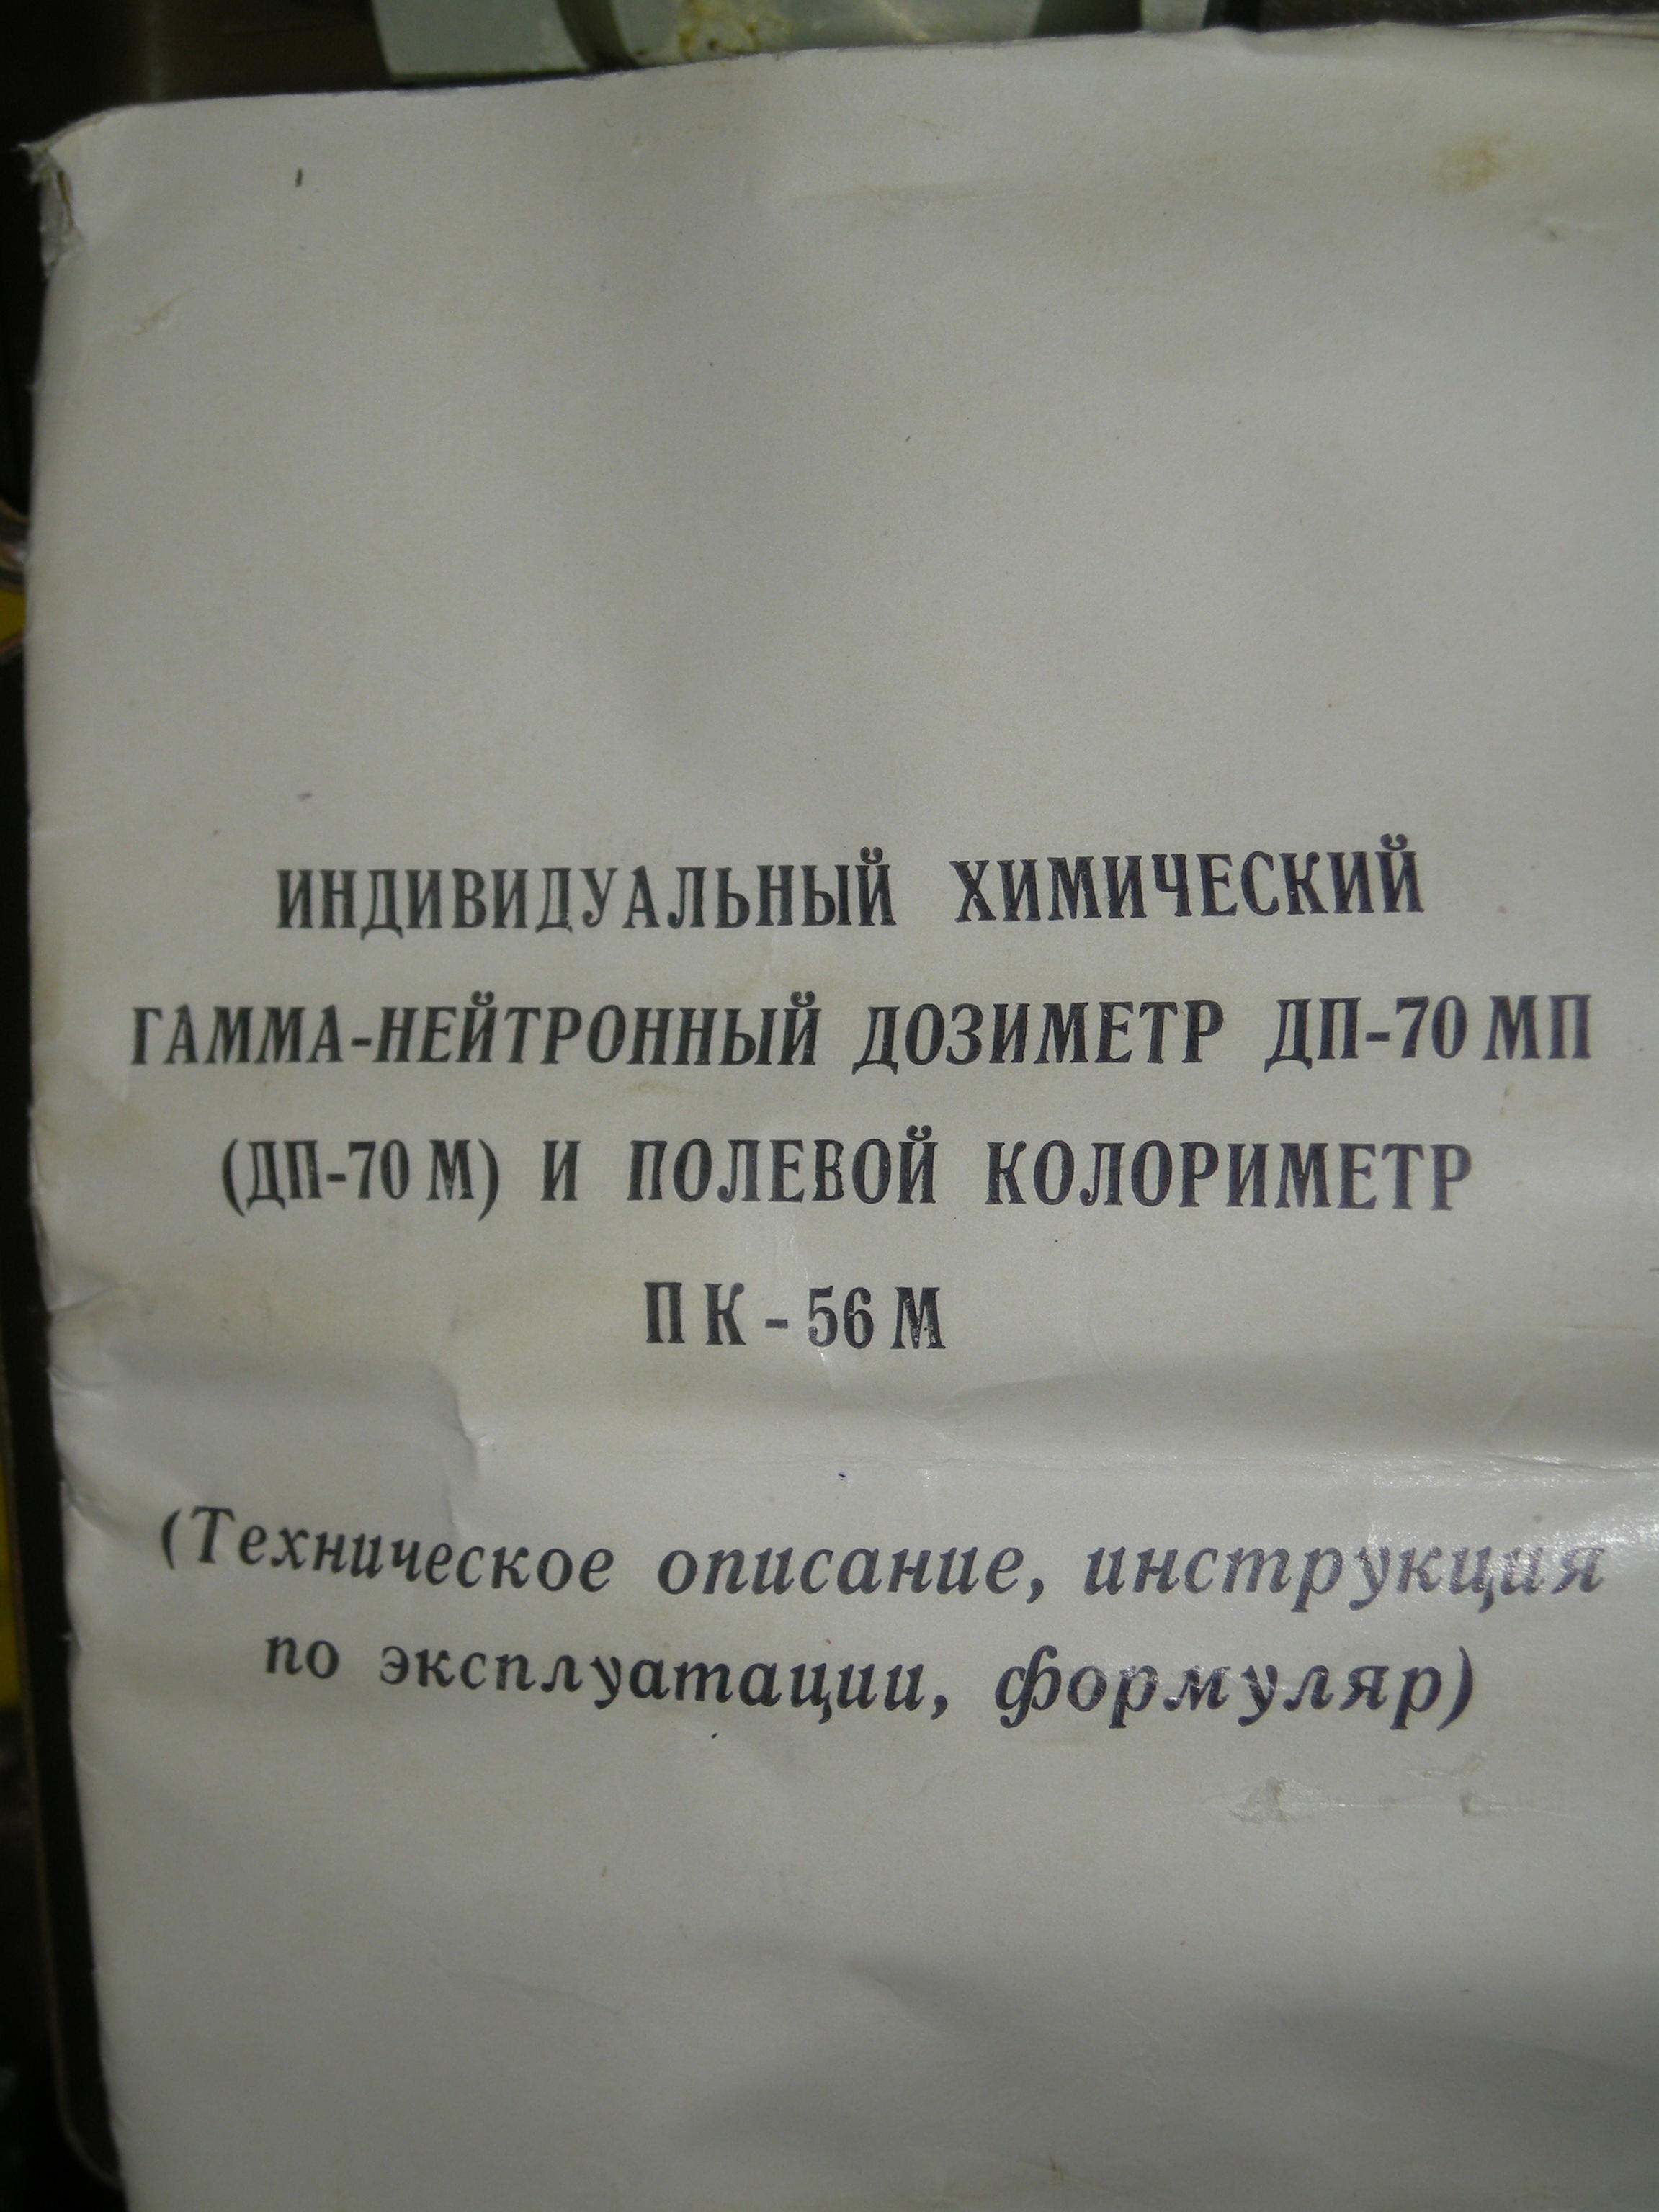 ИНДИВИДУАЛЬНЫЙ ХИМИЧЕСКИЙ
ГАММА-НЕЙТРОННЫЙ ДОЗИМЕТР ДП-70 МП
(ДП-70 М) И ПОЛЕВОЙ КОЛОРИМЕТР
ПК-56 М
(Техническое описание, инструкция
по эксплуатации, формуляр)